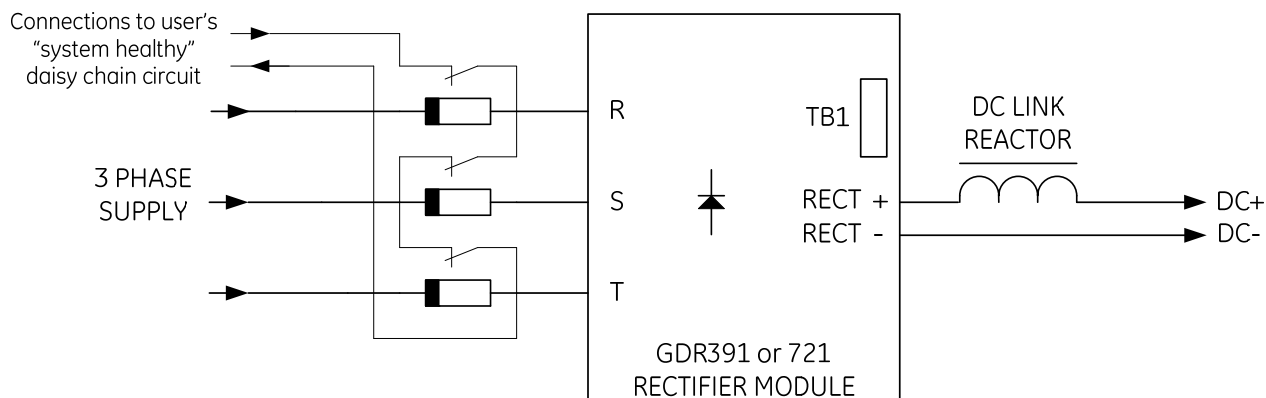 Connections to user's
“system healthy”
daisy chain circuit
R
TB1
DC LINK
REACTOR
3 PHASE
SUPPLY
S
RECT +
DC+
RECT -
DC-
T
GDR391 or 721
RECTIFIER MODULE